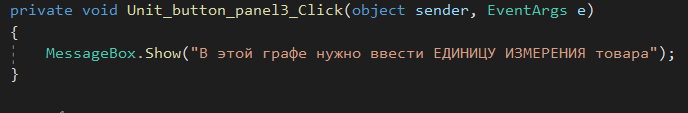 private void Unit_button_panel3_Click(object sender, EventArgs e)
{
MessageBox.Show("В этой графе нужно ввести ЕДИНИЦУ ИЗМЕРЕНИЯ товара");
}